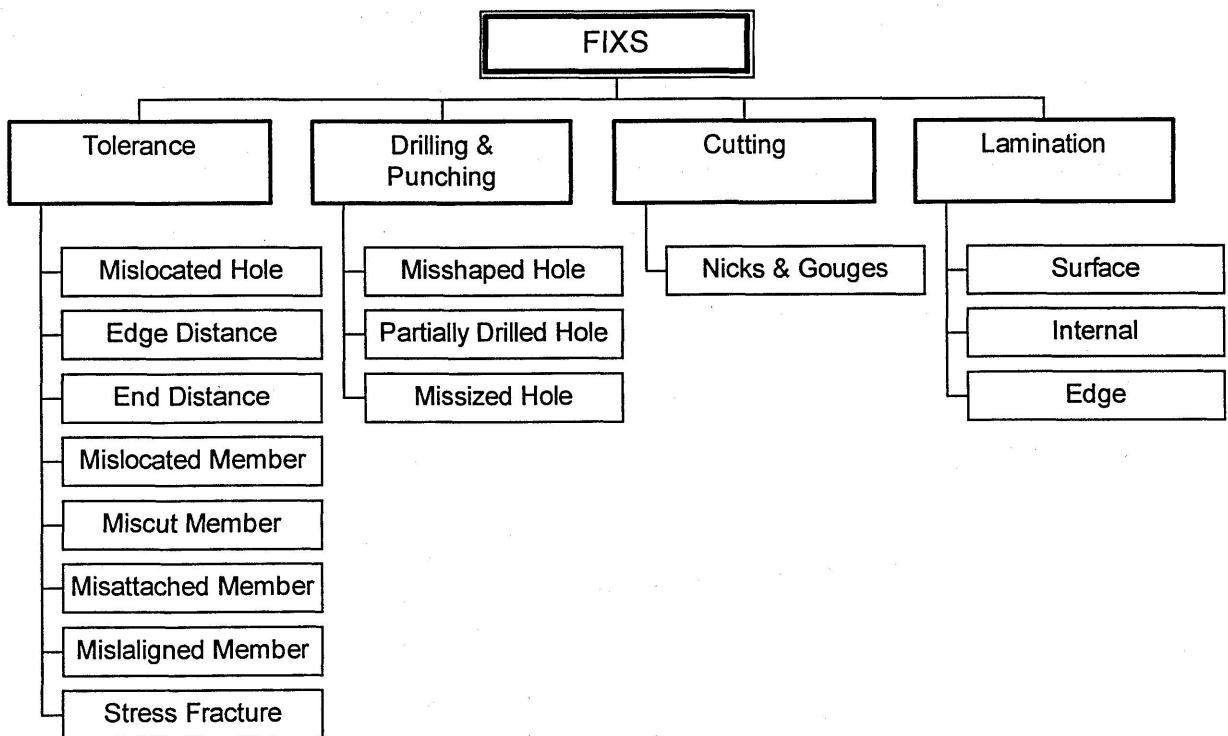 FIXS
Tolerance
Mislocated Hole
Edge Distance
End Distance
Mislocated Member
Miscut Member
Misattached Member
Mislaligned Member
Stress Fracture
Drilling &
Punching
Misshaped Hole
Partially Drilled Hole
Missized Hole
Cutting
Nicks & Gouges
Lamination
Surface
Internal
Edge